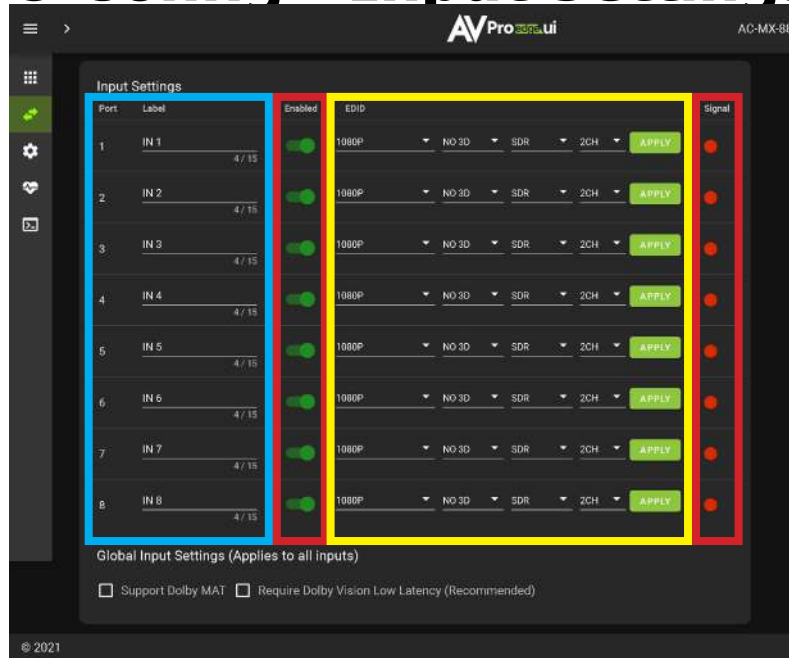 AVPro edge.ui
AC-MX-88
Input Settings
Port Label Enabled EDID Signal
1 IN 1 1080P NO 3D SDR 2CH APPLY
4 / 15
2 IN 2 1080P NO 3D SDR 2CH APPLY
4 / 15
3 IN 3 1080P NO 3D SDR 2CH APPLY
4 / 15
4 IN 4 1080P NO 3D SDR 2CH APPLY
4 / 15
5 IN 5 1080P NO 3D SDR 2CH APPLY
4 / 15
6 IN 6 1080P NO 3D SDR 2CH APPLY
4 / 15
7 IN 7 1080P NO 3D SDR 2CH APPLY
4 / 15
8 IN 8 1080P NO 3D SDR 2CH APPLY
4 / 15
Global Input Settings (Applies to all inputs)
Support Dolby MAT Require Dolby Vision Low Latency (Recommended)
© 2021